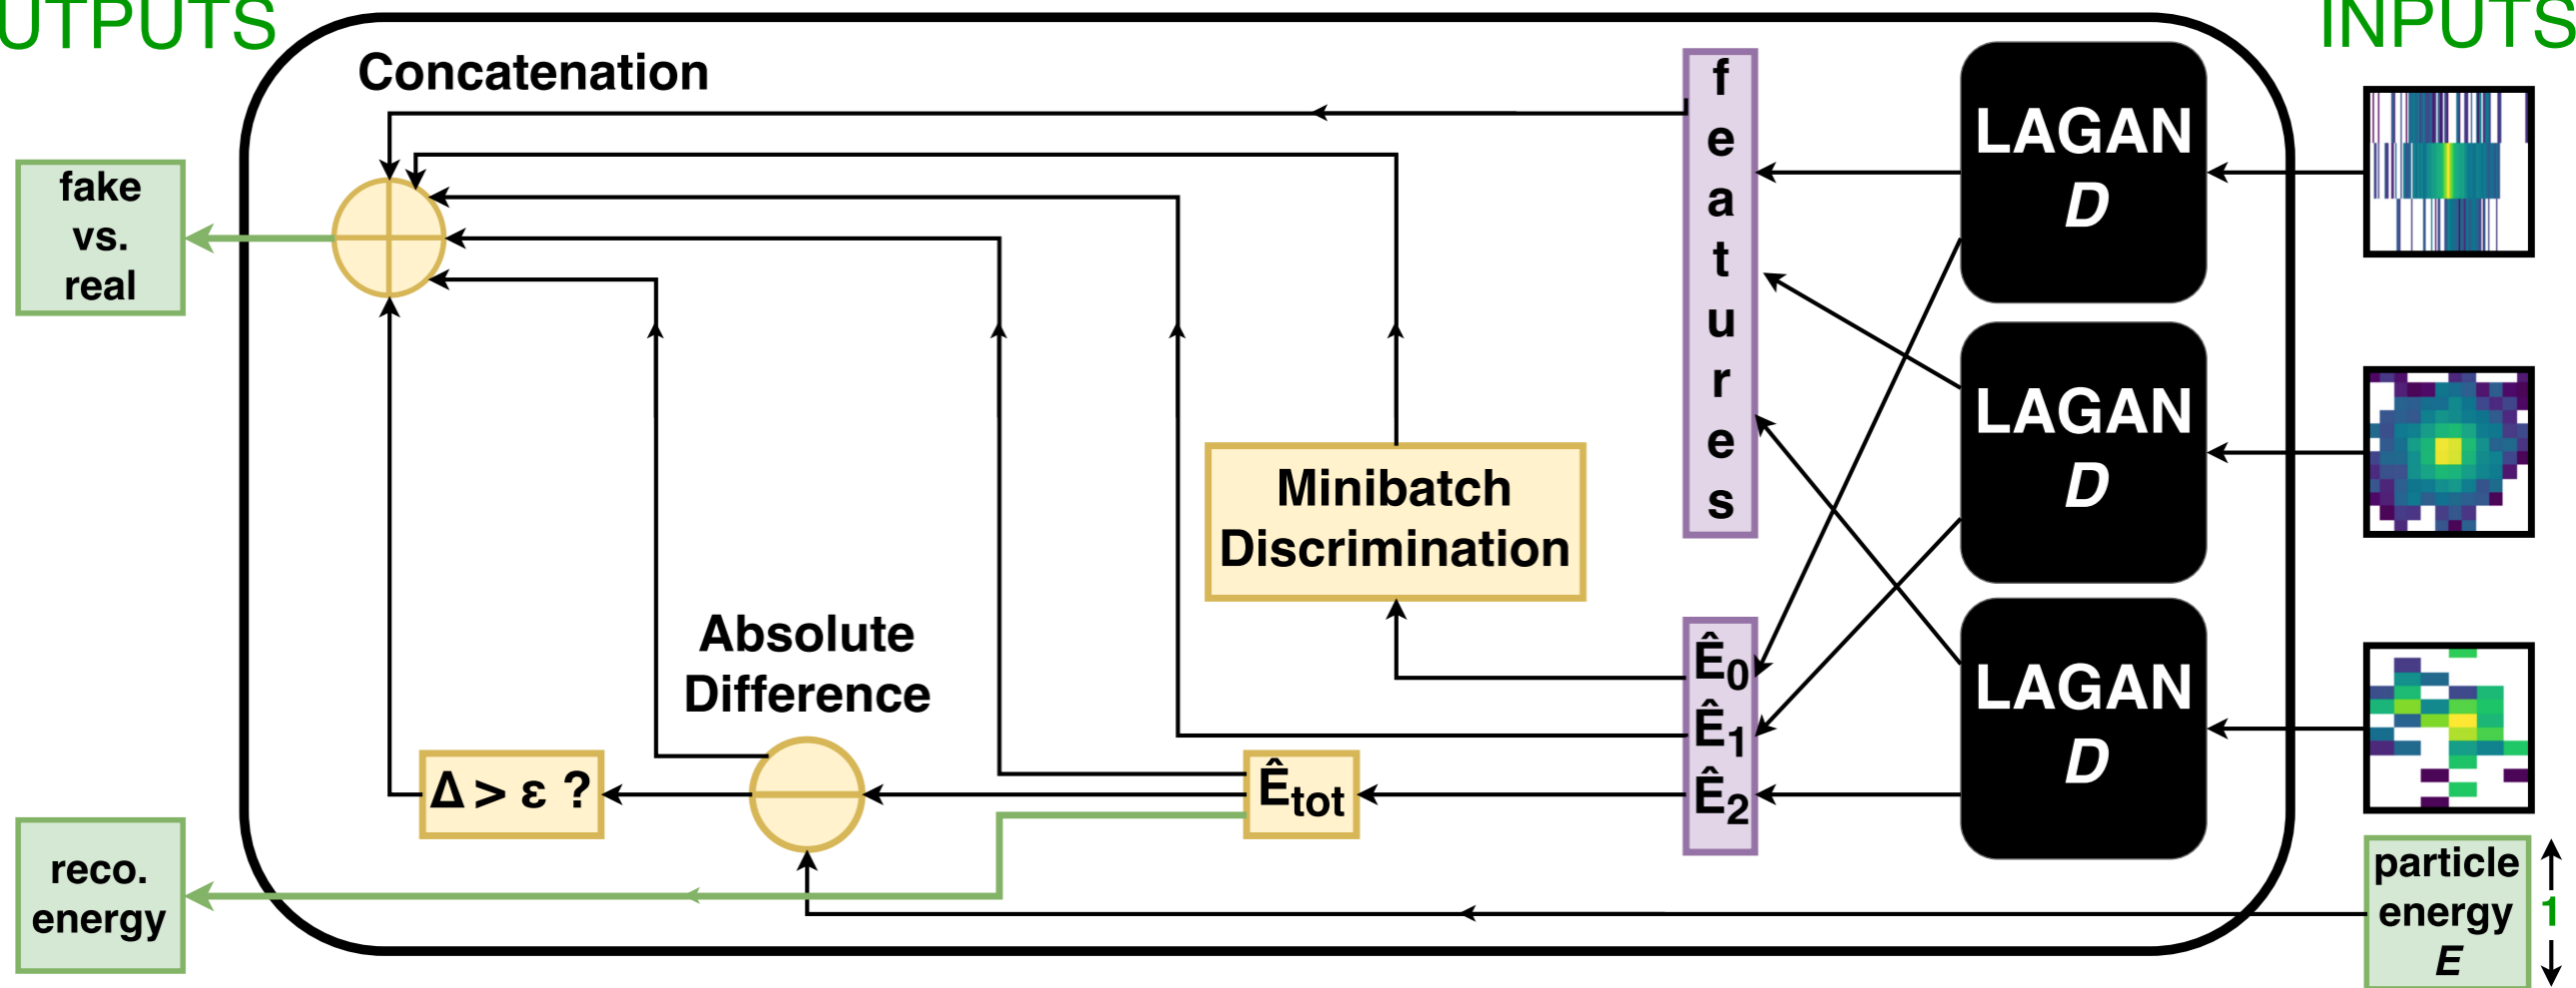 UTPUTS
INPUTS
Concatenation
fake
vs.
real
f
e
a
t
u
r
e
s
LAGAN
D
LAGAN
D
LAGAN
D
Minibatch
Discrimination
Absolute
Difference
Ê0
Ê1
Ê2
Êtot
Δ > ε ?
reco.
energy
particle
energy
E
1